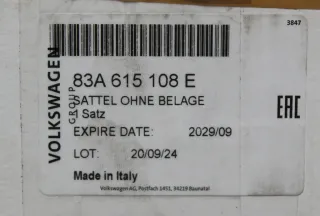 3847
VOLKSWAGEN
GROUP
83A 615 108 E
SATTEL OHNE BELAGE
1 Satz
EXPIRE DATE: 2029/09
LOT: 20/09/24
Made in Italy
Volkswagen AG, Postfach 1451, 34219 Baunatal
EAC